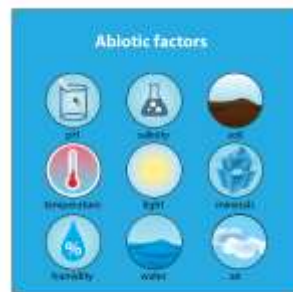 Abiotic factors
pH salinity soil
temperature light minerals
%
humidity water air